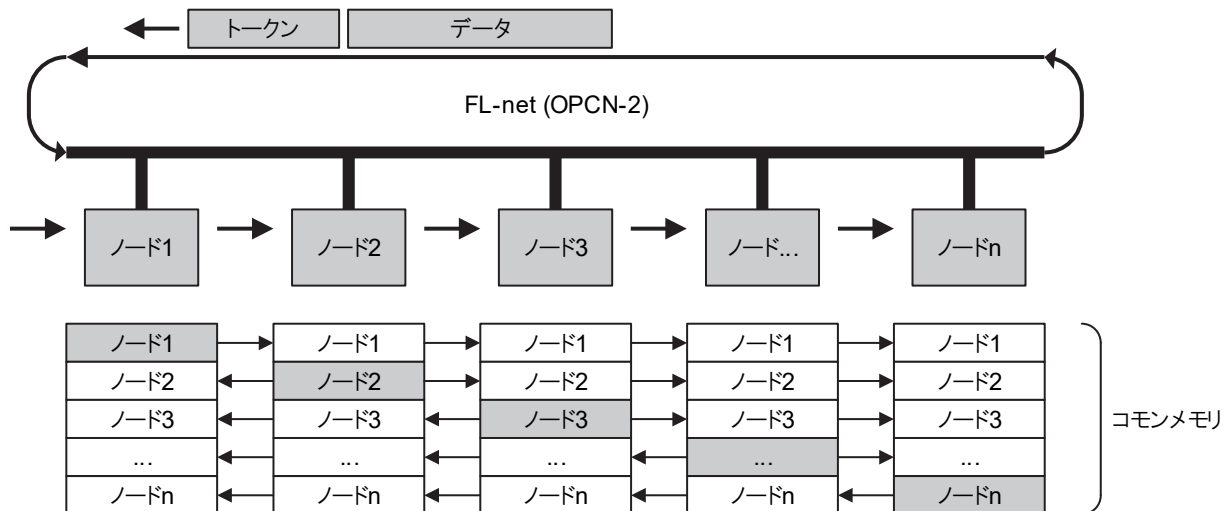 トークン データ
FL-net (OPCN-2)
ノード1 ノード2 ノード3 ノード... ノードn
ノード1 ノード1 ノード1 ノード1 ノード1
ノード2 ノード2 ノード2 ノード2 ノード2
ノード3 ノード3 ノード3 ノード3 ノード3
... ... ... ... ...
ノードn ノードn ノードn ノードn ノードn
コモンメモリ